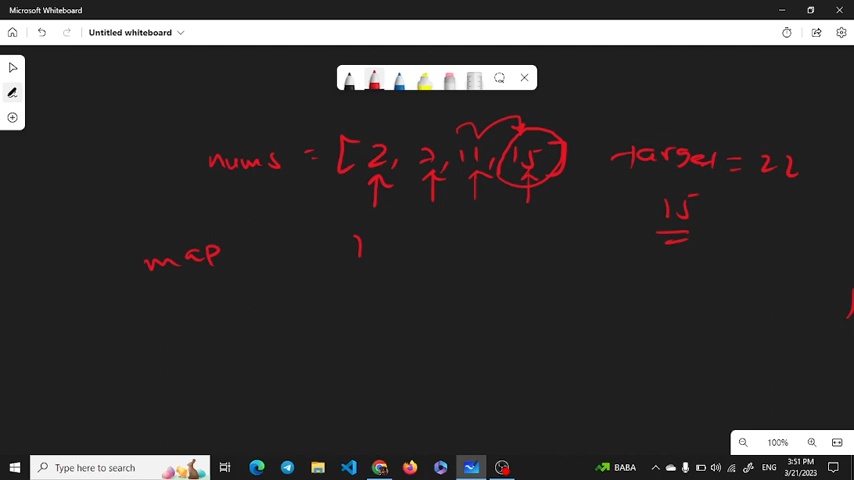 Microsoft Whiteboard
Untitled whiteboard
nums = [2, 7, 11, 15] target = 22
15
map
100%
Type here to search
BABA
ENG
3:51 PM
3/21/2023